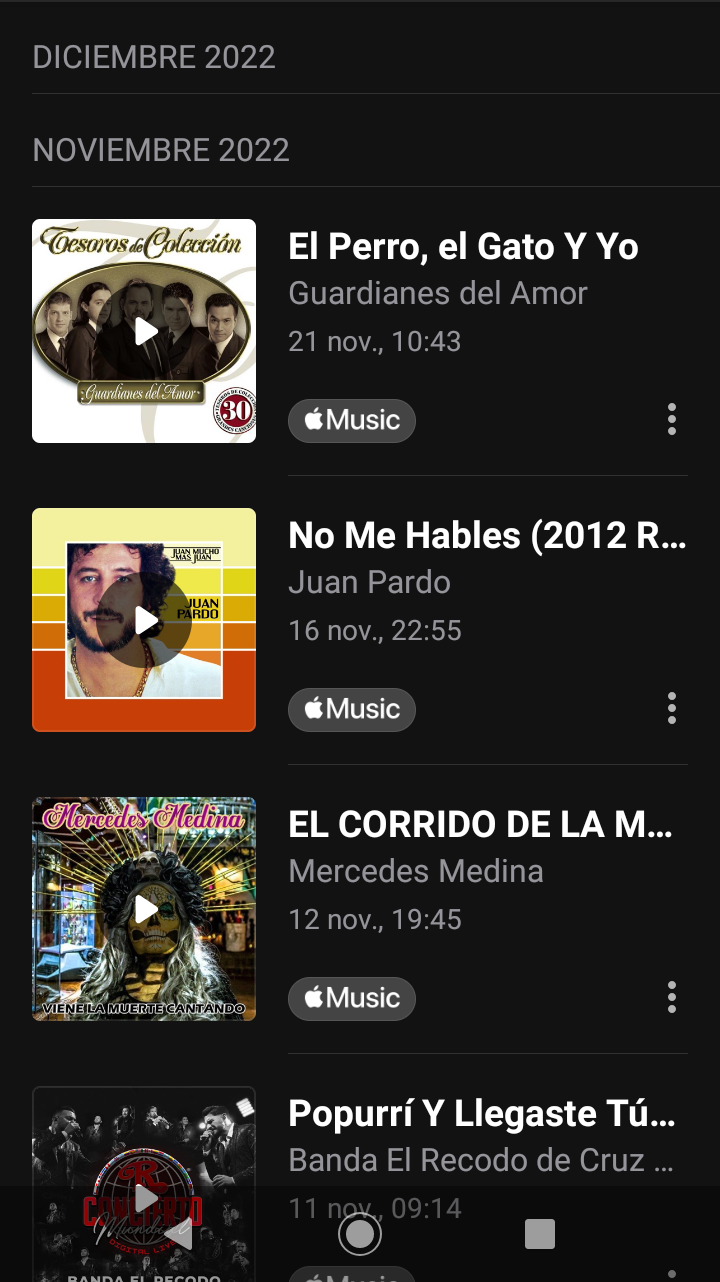 DICIEMBRE 2022
NOVIEMBRE 2022
Tesoros de Colección
Guardianes del Amor
30
El Perro, el Gato Y Yo
Guardianes del Amor
21 nov., 10:43
Music
JUAN MUCHO
MAS JUAN
JUAN
PARDO
No Me Hables (2012 R...
Juan Pardo
16 nov., 22:55
Music
Mercedes Medina
VIENE LA MUERTE CANTANDO
EL CORRIDO DE LA M...
Mercedes Medina
12 nov., 19:45
Music
R
CONCIERTO
Mundial
DIGITAL LIVE
BANDA EL RECODO
Popurrí Y Llegaste Tú...
Banda El Recodo de Cruz ...
11 nov., 09:14
Music